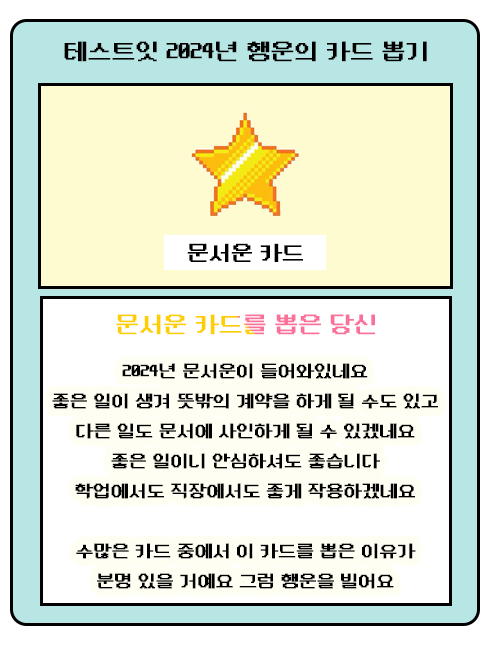 테스트잇 2024년 행운의 카드 뽑기
문서운 카드
문서운 카드를 뽑은 당신
2024년 문서운이 들어와있네요
좋은 일이 생겨 뜻밖의 계약을 하게 될 수도 있고
다른 일도 문서에 사인하게 될 수 있겠네요
좋은 일이니 안심하셔도 좋습니다
학업에서도 직장에서도 좋게 작용하겠네요
수많은 카드 중에서 이 카드를 뽑은 이유가
분명 있을 거예요 그럼 행운을 빌어요